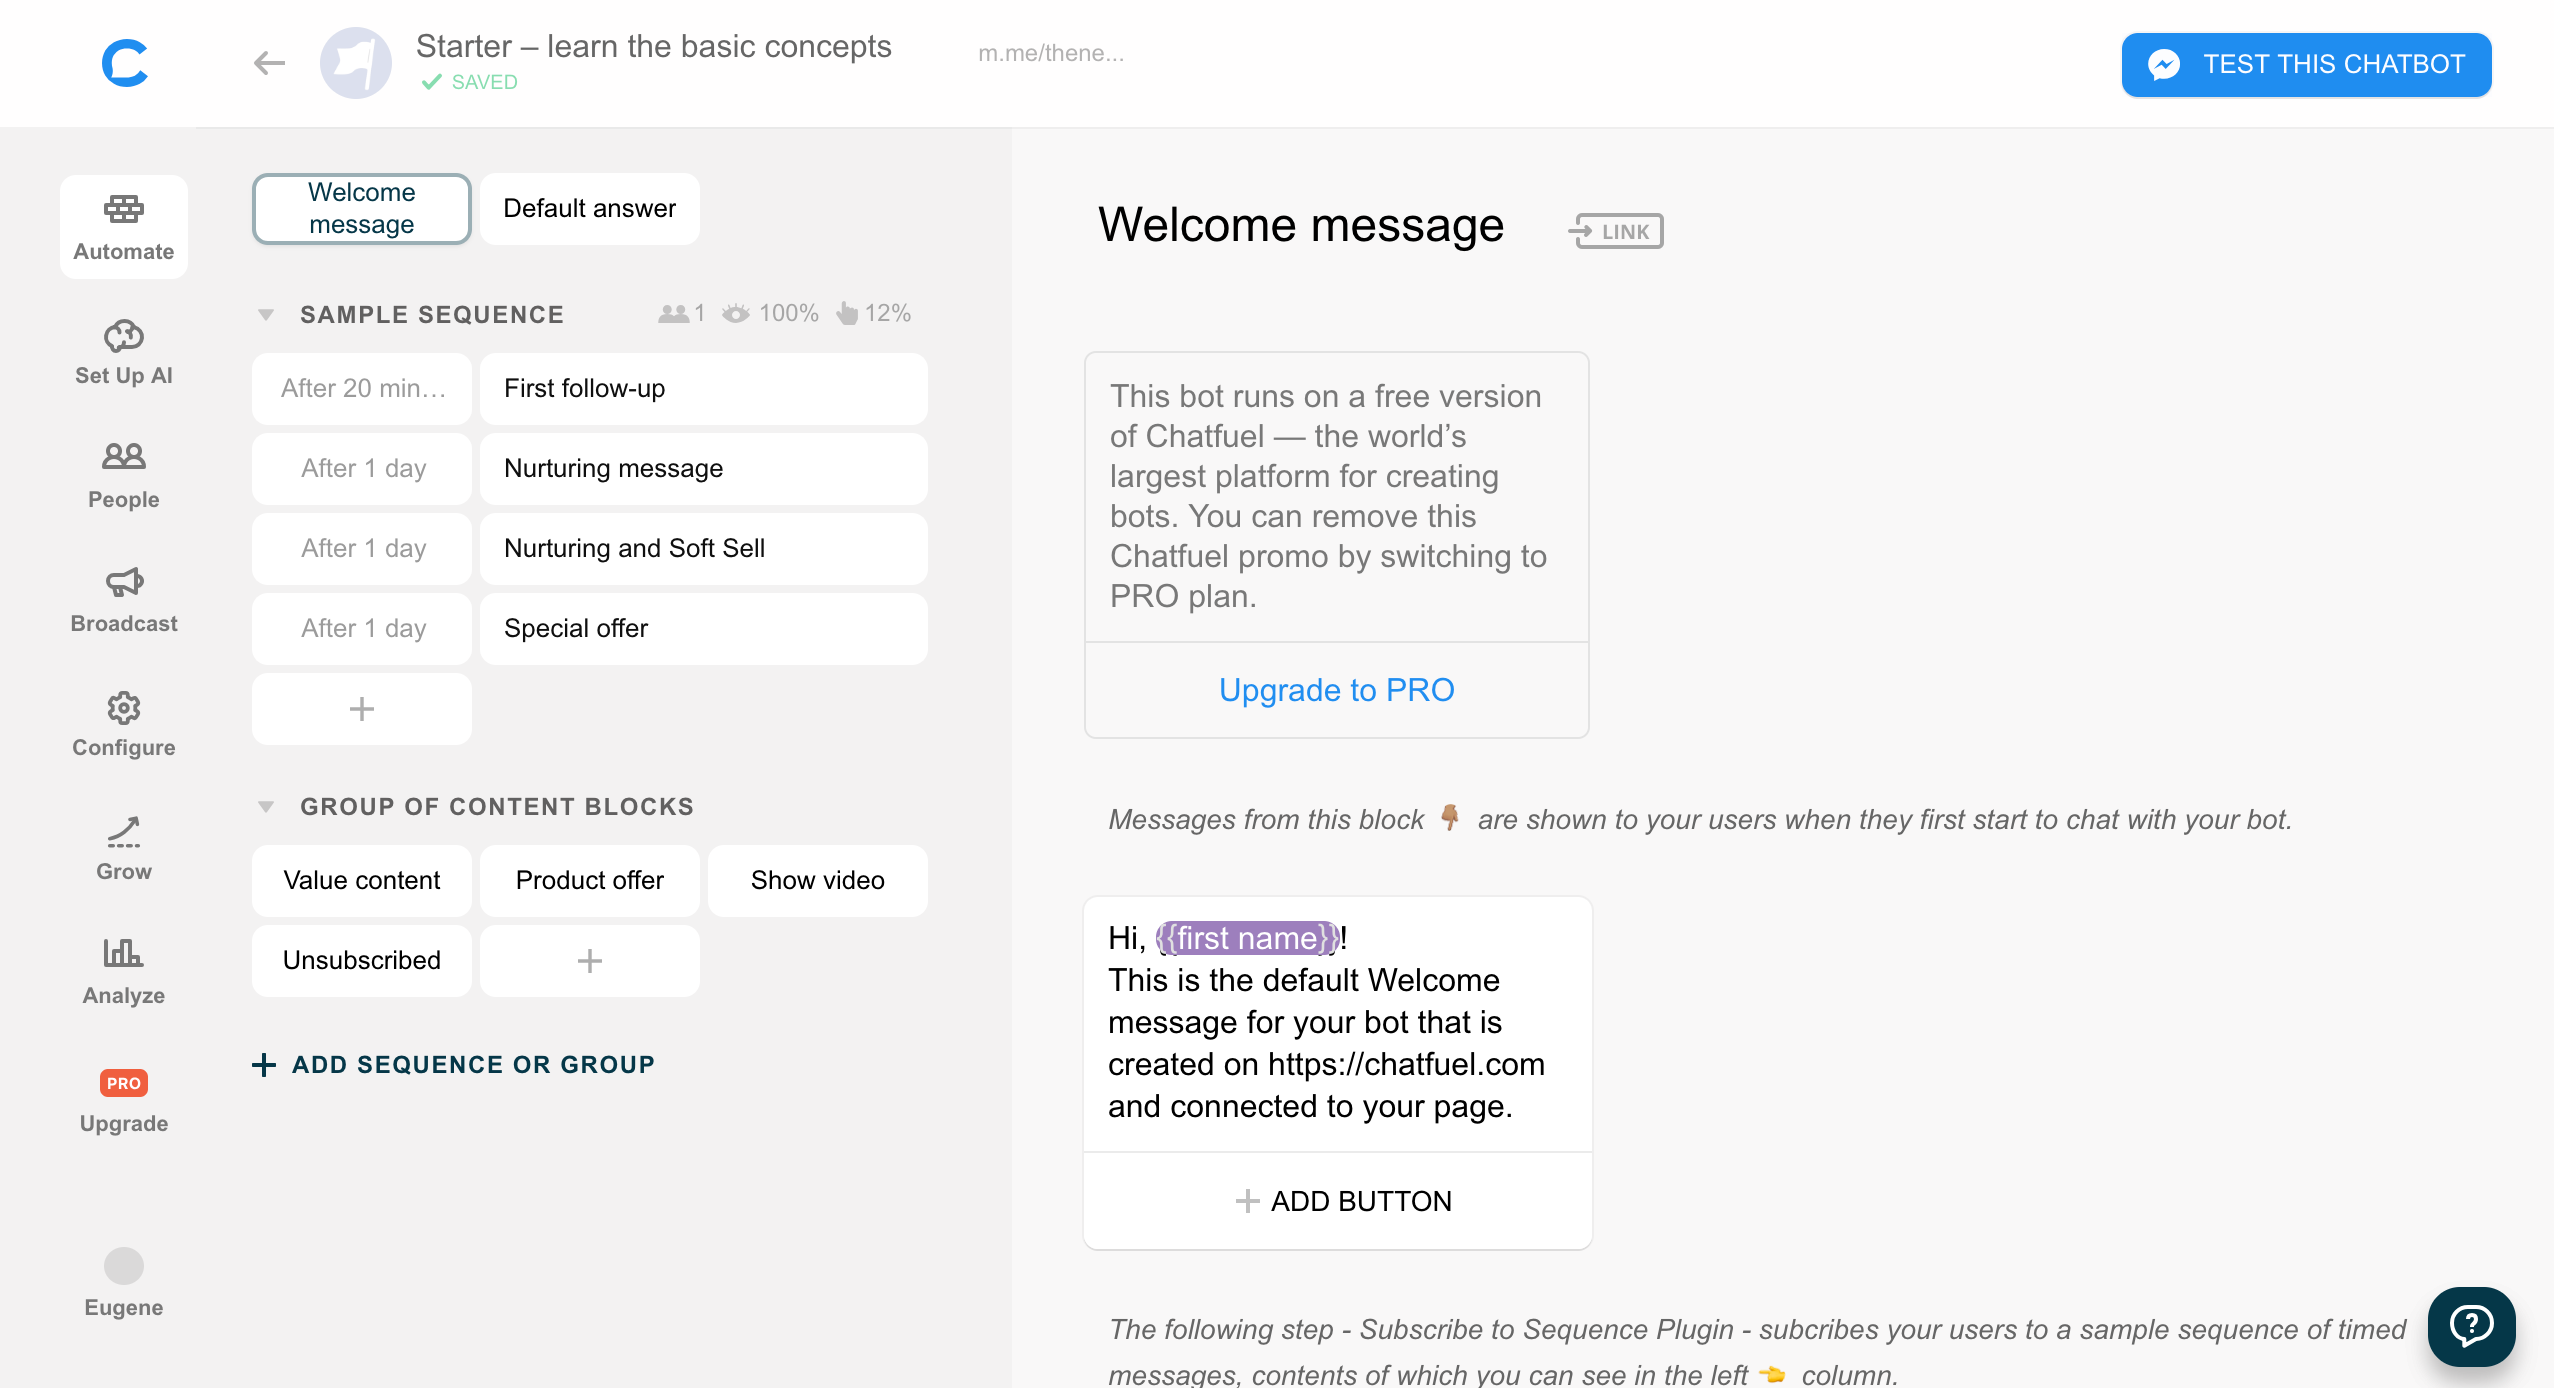 Starter – learn the basic concepts
SAVED
m.me/thene...
TEST THIS CHATBOT
Automate
Set Up AI
People
Broadcast
Configure
Grow
Analyze
PRO
Upgrade
Eugene
Welcome
message
Default answer
SAMPLE SEQUENCE 1 100% 12%
After 20 min… First follow-up
After 1 day Nurturing message
After 1 day Nurturing and Soft Sell
After 1 day Special offer
GROUP OF CONTENT BLOCKS
Value content Product offer Show video
Unsubscribed
ADD SEQUENCE OR GROUP
Welcome message LINK
This bot runs on a free version
of Chatfuel — the world’s
largest platform for creating
bots. You can remove this
Chatfuel promo by switching to
PRO plan.
Upgrade to PRO
Messages from this block 👇🏽 are shown to your users when they first start to chat with your bot.
Hi, {{first name}}!
This is the default Welcome
message for your bot that is
created on https://chatfuel.com
and connected to your page.
ADD BUTTON
The following step - Subscribe to Sequence Plugin - subcribes your users to a sample sequence of timed
messages, contents of which you can see in the left 👈 column.